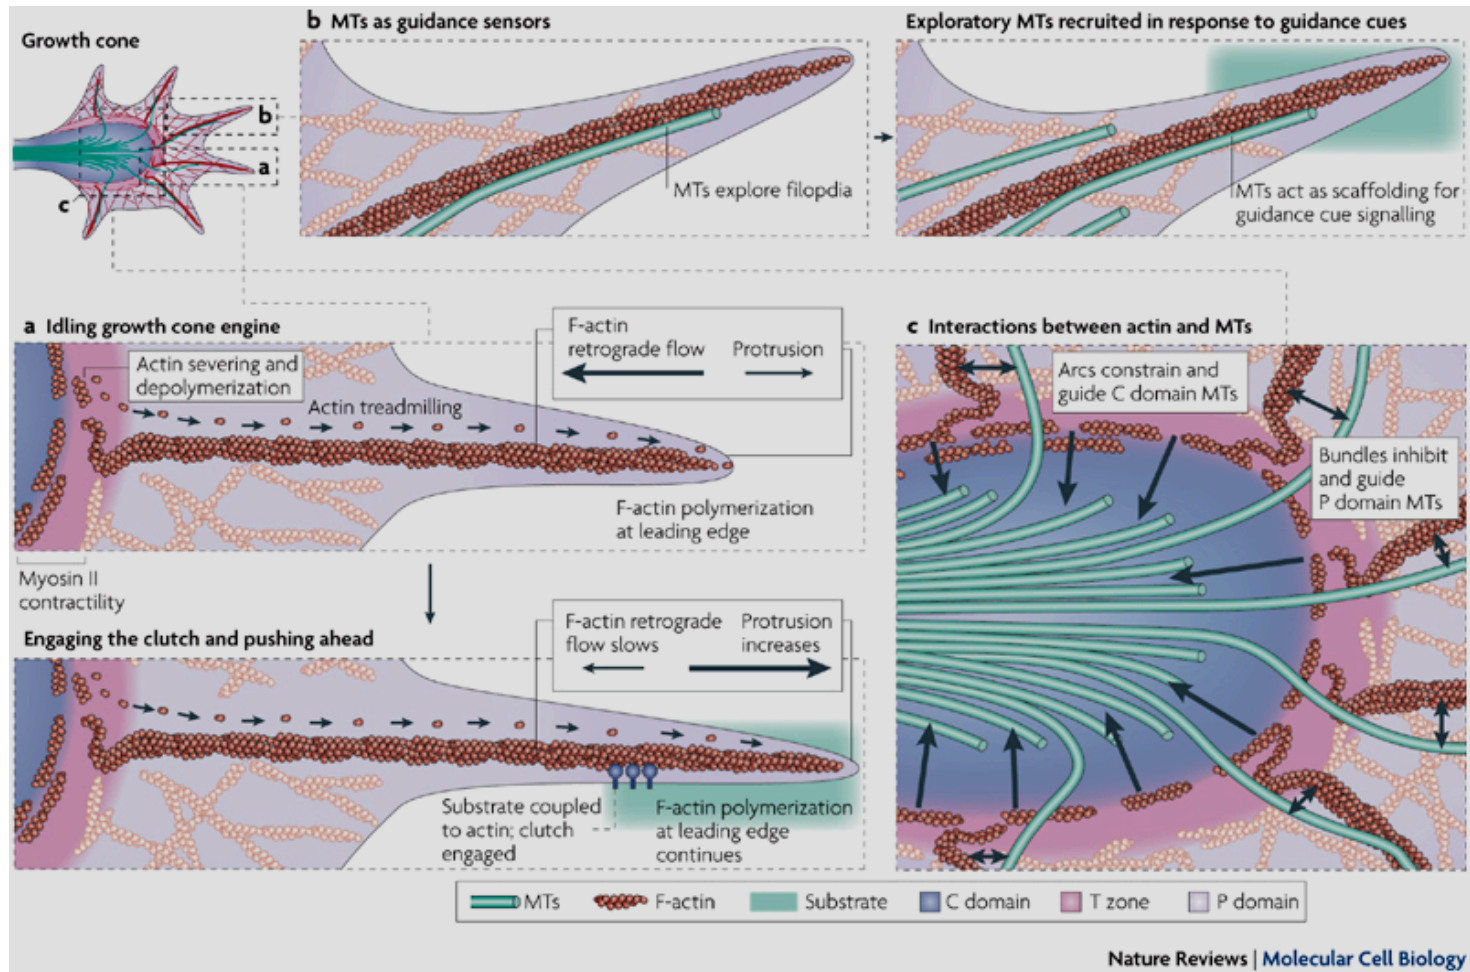 Growth cone
b
a
c
b MTs as guidance sensors
MTs explore filopdia
Exploratory MTs recruited in response to guidance cues
MTs act as scaffolding for
guidance cue signalling
a Idling growth cone engine
Actin severing and
depolymerization
Actin treadmilling
F-actin
retrograde flow
Protrusion
F-actin polymerization
at leading edge
Myosin II
contractility
Engaging the clutch and pushing ahead
F-actin retrograde
flow slows
Protrusion
increases
Substrate coupled
to actin; clutch
engaged
F-actin polymerization
at leading edge
continues
c Interactions between actin and MTs
Arcs constrain and
guide C domain MTs
Bundles inhibit
and guide
P domain MTs
MTs
F-actin
Substrate
C domain
T zone
P domain
Nature Reviews | Molecular Cell Biology